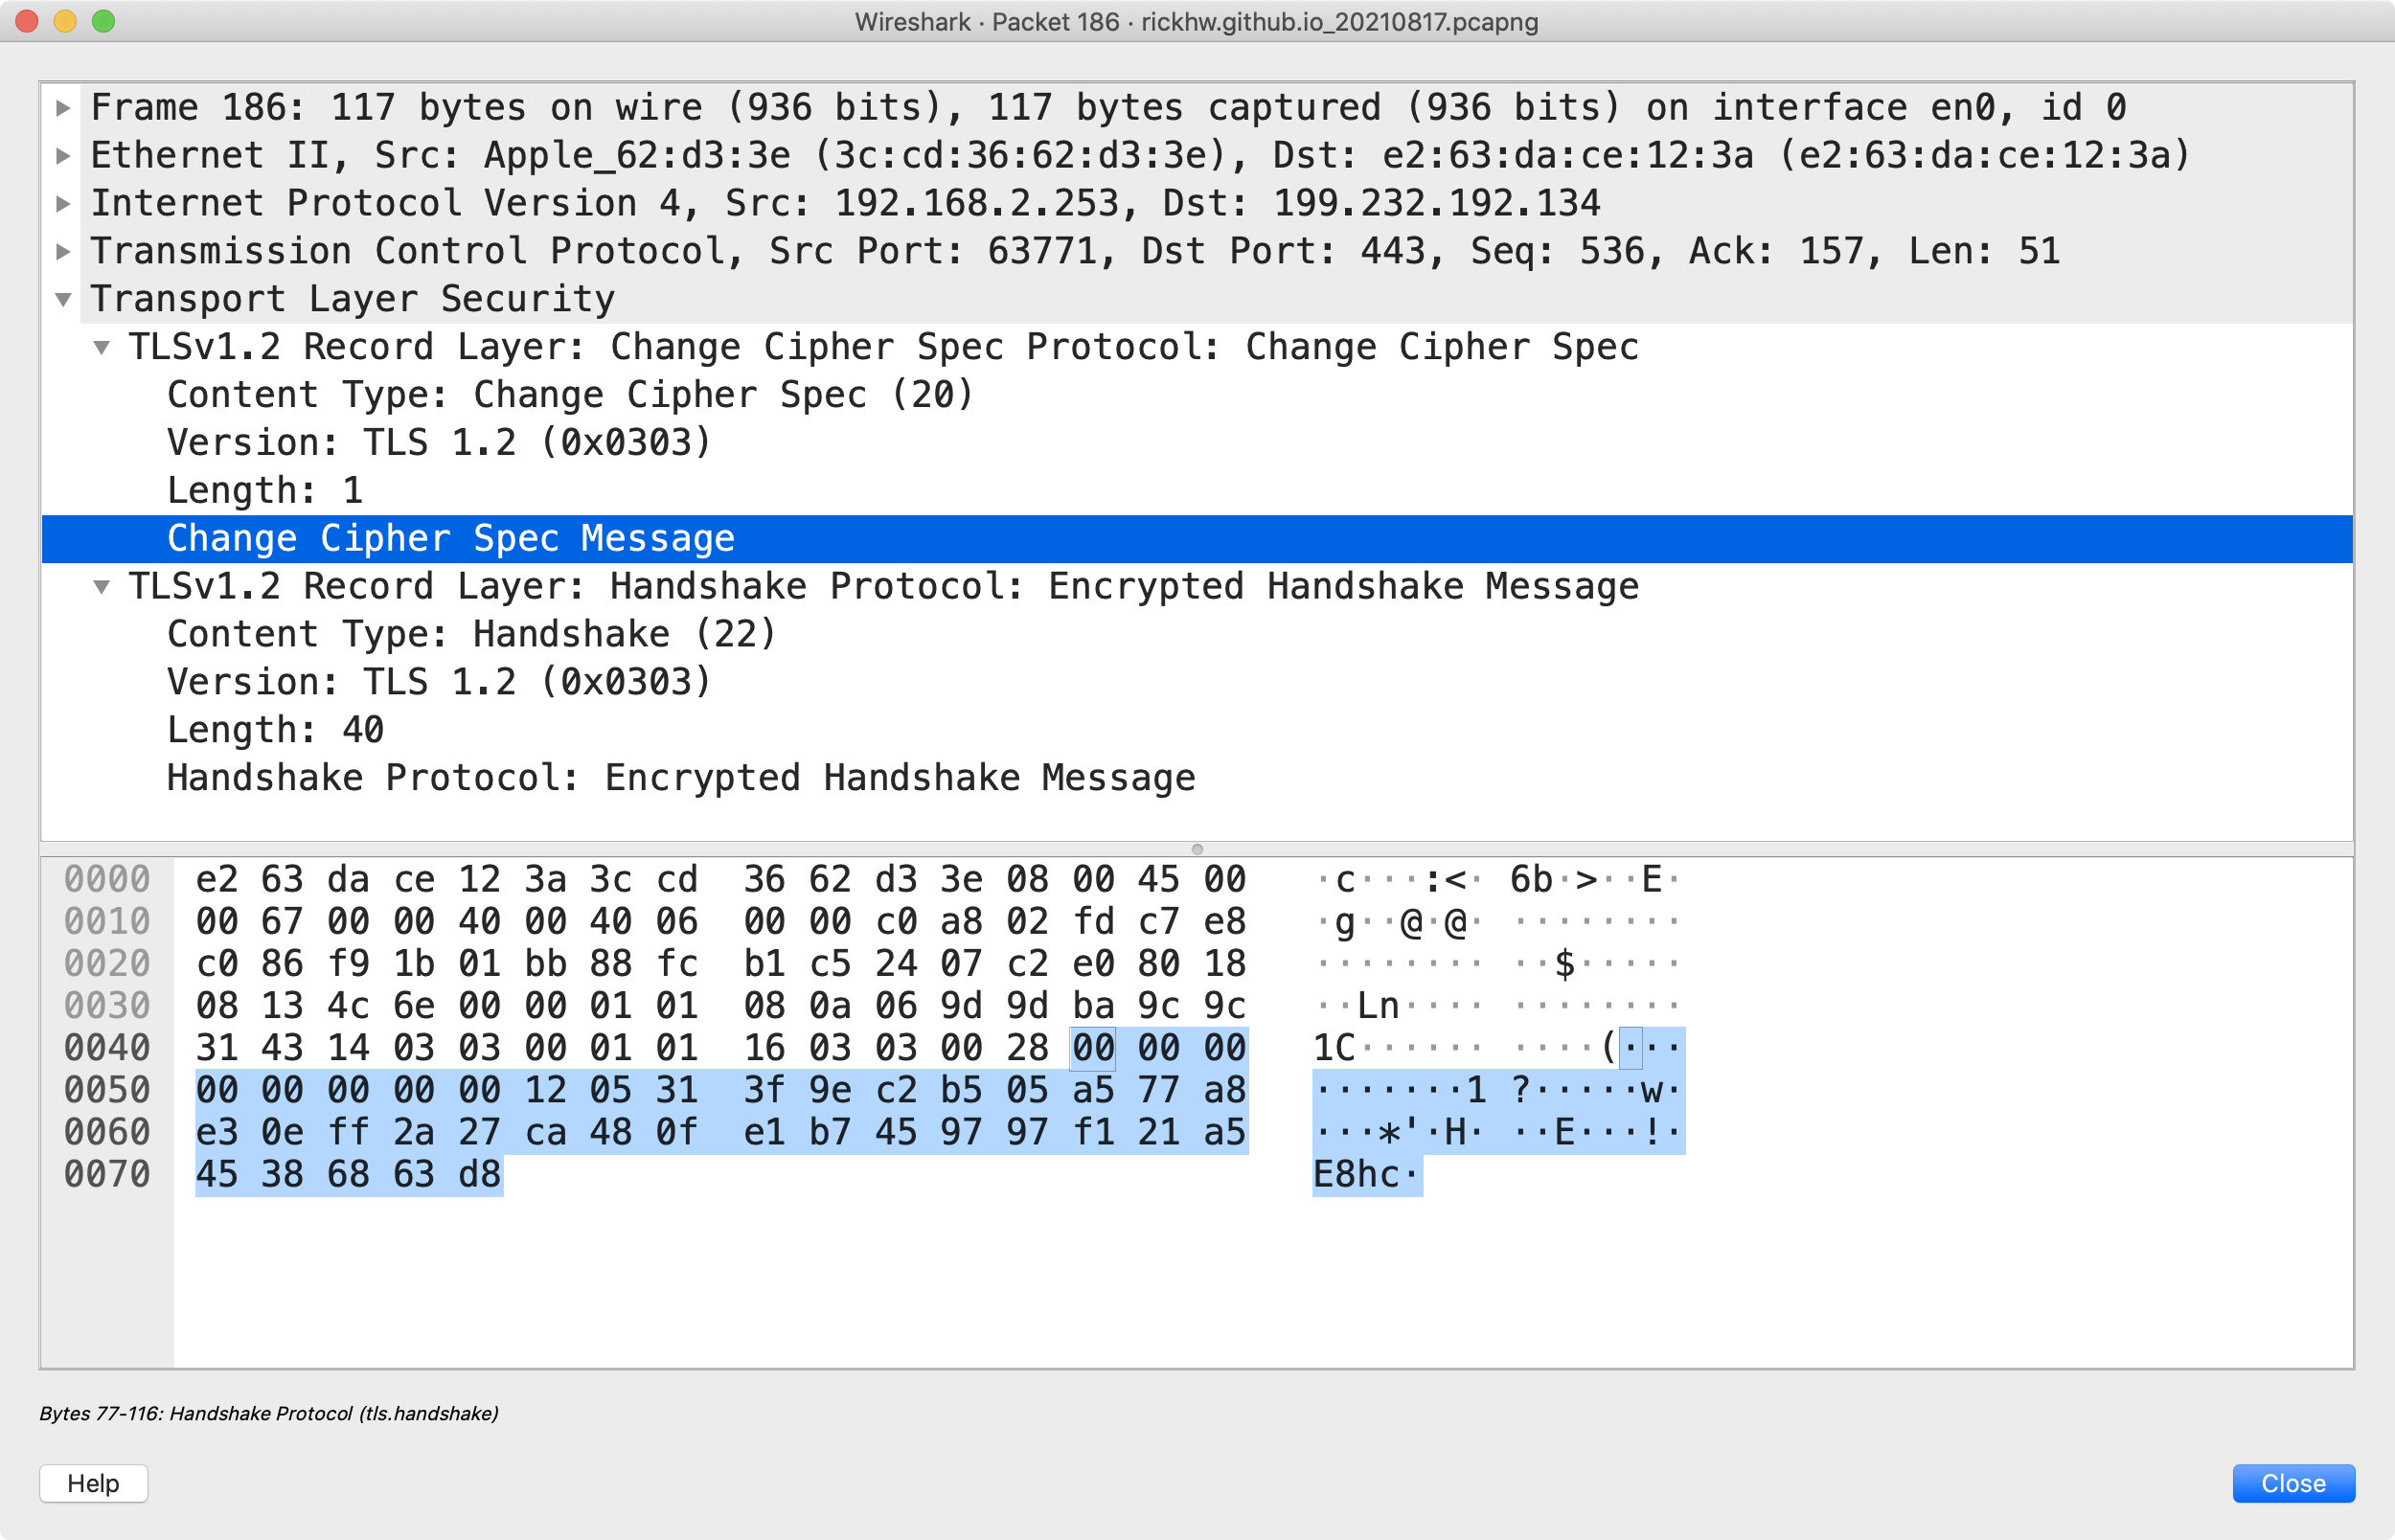 Wireshark · Packet 186 · rickhw.github.io_20210817.pcapng
Frame 186: 117 bytes on wire (936 bits), 117 bytes captured (936 bits) on interface en0, id 0
Ethernet II, Src: Apple_62:d3:3e (3c:cd:36:62:d3:3e), Dst: e2:63:da:ce:12:3a (e2:63:da:ce:12:3a)
Internet Protocol Version 4, Src: 192.168.2.253, Dst: 199.232.192.134
Transmission Control Protocol, Src Port: 63771, Dst Port: 443, Seq: 536, Ack: 157, Len: 51
Transport Layer Security
TLSv1.2 Record Layer: Change Cipher Spec Protocol: Change Cipher Spec
Content Type: Change Cipher Spec (20)
Version: TLS 1.2 (0x0303)
Length: 1
Change Cipher Spec Message
TLSv1.2 Record Layer: Handshake Protocol: Encrypted Handshake Message
Content Type: Handshake (22)
Version: TLS 1.2 (0x0303)
Length: 40
Handshake Protocol: Encrypted Handshake Message
0000 e2 63 da ce 12 3a 3c cd 36 62 d3 3e 08 00 45 00 ·c···:<· 6b·>··E·
0010 00 67 00 00 40 00 40 06 00 00 c0 a8 02 fd c7 e8 ·g··@·@· ········
0020 c0 86 f9 1b 01 bb 88 fc b1 c5 24 07 c2 e0 80 18 ········ ··$·····
0030 08 13 4c 6e 00 00 01 01 08 0a 06 9d 9d ba 9c 9c ··Ln···· ········
0040 31 43 14 03 03 00 01 01 16 03 03 00 28 00 00 00 1C······ ····(···
0050 00 00 00 00 00 12 05 31 3f 9e c2 b5 05 a5 77 a8 ·······1 ?·····w·
0060 e3 0e ff 2a 27 ca 48 0f e1 b7 45 97 97 f1 21 a5 ···*'·H· ··E···!·
0070 45 38 68 63 d8 E8hc·
Bytes 77-116: Handshake Protocol (tls.handshake)
Help
Close